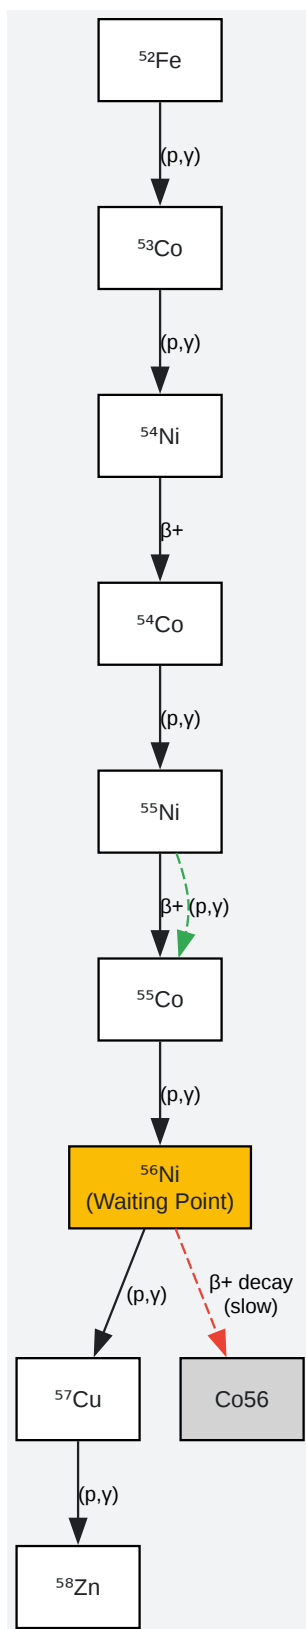 ⁵²Fe
(p,γ)
⁵³Co
(p,γ)
⁵⁴Ni
β+
⁵⁴Co
(p,γ)
⁵⁵Ni
β+ (p,γ)
⁵⁵Co
(p,γ)
⁵⁶Ni
(Waiting Point)
(p,γ)
β+ decay
(slow)
⁵⁷Cu
Co56
(p,γ)
⁵⁸Zn